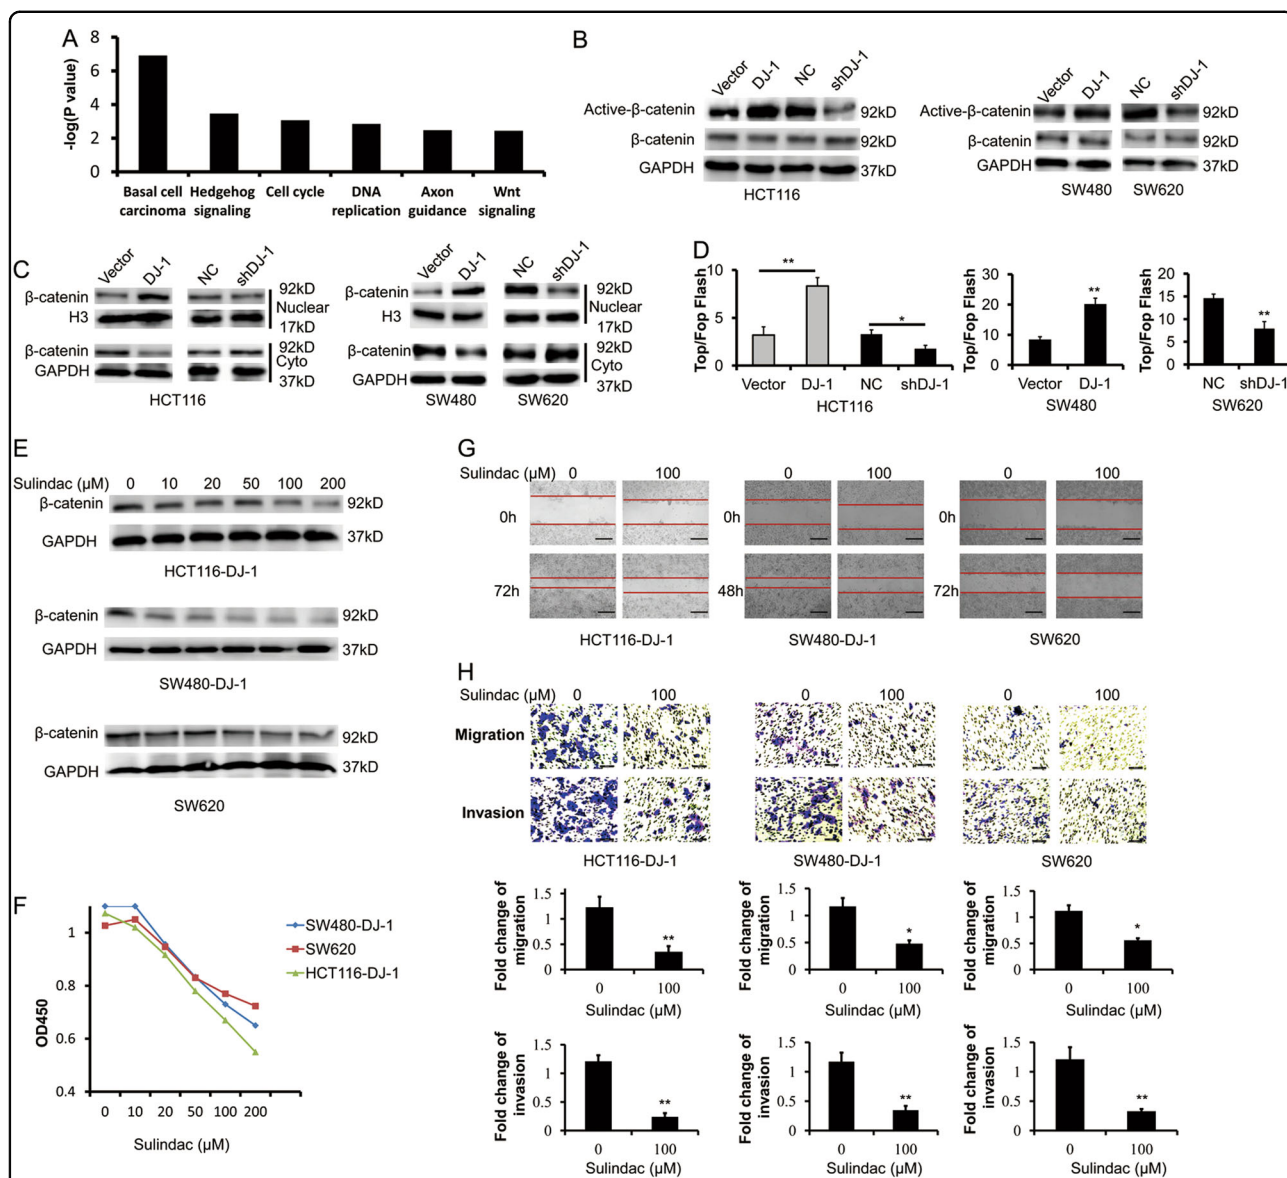 A
8
6
4
2
0
-log(P value)
Basal cell carcinoma
Hedgehog signaling
Cell cycle
DNA replication
Axon guidance
Wnt signaling
B
Vector DJ-1 NC shDJ-1
Active-β-catenin 92kD
β-catenin 92kD
GAPDH 37kD
HCT116
Vector DJ-1 NC shDJ-1
Active-β-catenin 92kD
β-catenin 92kD
GAPDH 37kD
SW480 SW620
C
Vector DJ-1 NC shDJ-1
β-catenin 92kD
Nuclear
H3 17kD
β-catenin 92kD
Cyto
GAPDH 37kD
HCT116
Vector DJ-1 NC shDJ-1
β-catenin 92kD
Nuclear
H3 17kD
β-catenin 92kD
Cyto
GAPDH 37kD
SW480 SW620
D
Top/Fop Flash
10
5
0
** *
Vector DJ-1 NC shDJ-1
HCT116
Top/Fop Flash
30
20
10
0
**
Vector DJ-1
SW480
Top/Fop Flash
20
15
10
5
0
**
NC shDJ-1
SW620
E
Sulindac (μM) 0 10 20 50 100 200
β-catenin 92kD
GAPDH 37kD
HCT116-DJ-1
β-catenin 92kD
GAPDH 37kD
SW480-DJ-1
β-catenin 92kD
GAPDH 37kD
SW620
F
OD450
1
0.8
0.6
0.4
0 10 20 50 100 200
Sulindac (μM)
SW480-DJ-1
SW620
HCT116-DJ-1
G
Sulindac (μM) 0 100 0 100 0 100
0h 0h 0h
72h 48h 72h
HCT116-DJ-1 SW480-DJ-1 SW620
H
Sulindac (μM) 0 100 0 100 0 100
Migration
Invasion
HCT116-DJ-1 SW480-DJ-1 SW620
Fold change of migration
1.5
1
0.5
0
**
0 100
Sulindac (μM)
Fold change of migration
1.5
1
0.5
0
*
0 100
Sulindac (μM)
Fold change of migration
1.5
1
0.5
0
*
0 100
Sulindac (μM)
Fold change of invasion
1.5
1
0.5
0
**
0 100
Sulindac (μM)
Fold change of invasion
1.5
1
0.5
0
**
0 100
Sulindac (μM)
Fold change of invasion
1.5
1
0.5
0
**
0 100
Sulindac (μM)